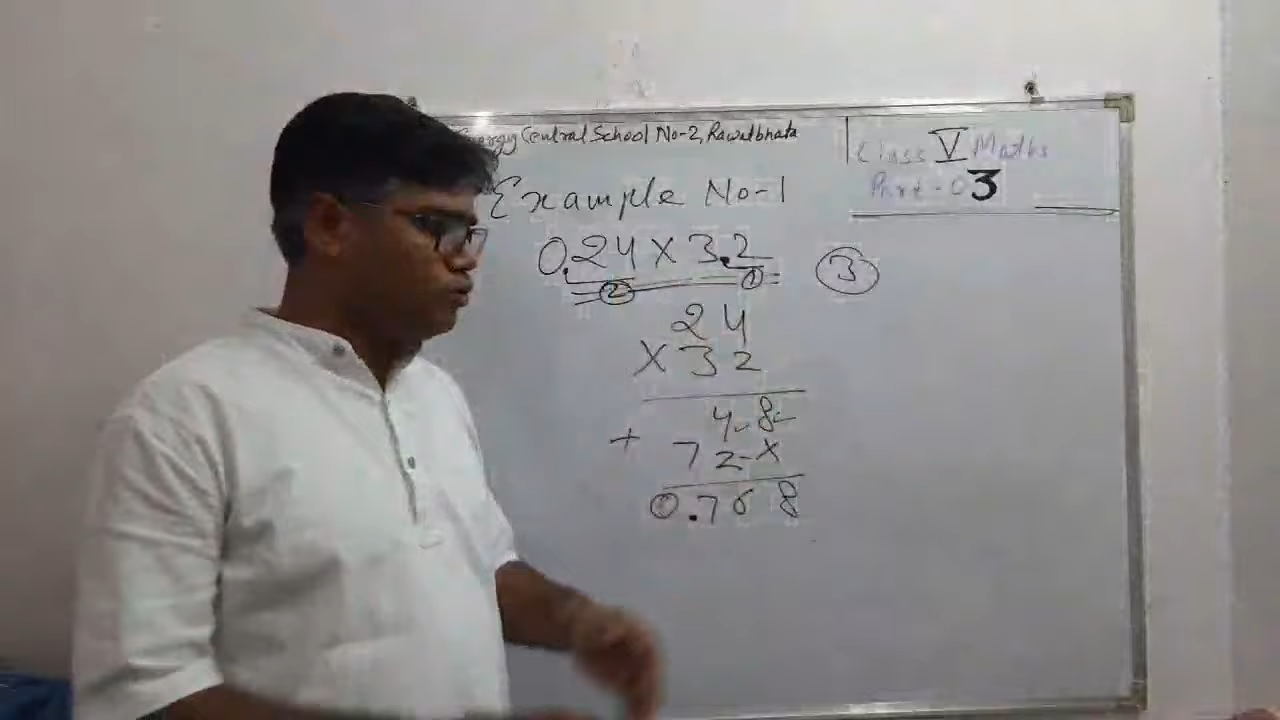 Energy Central School No-2, Rawatbhata
Class V Maths
Part-03
Example No-1
0.24 X 3.2
② ①
③
24
X 32
48
+ 72X
0.768